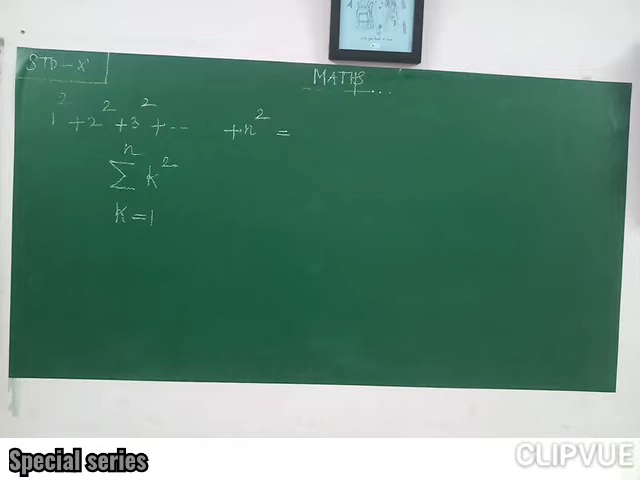 STD - X
MATHS
1² + 2² + 3² + --- + n² =
n
∑ k²
k = 1
Special series
CLIPVUE